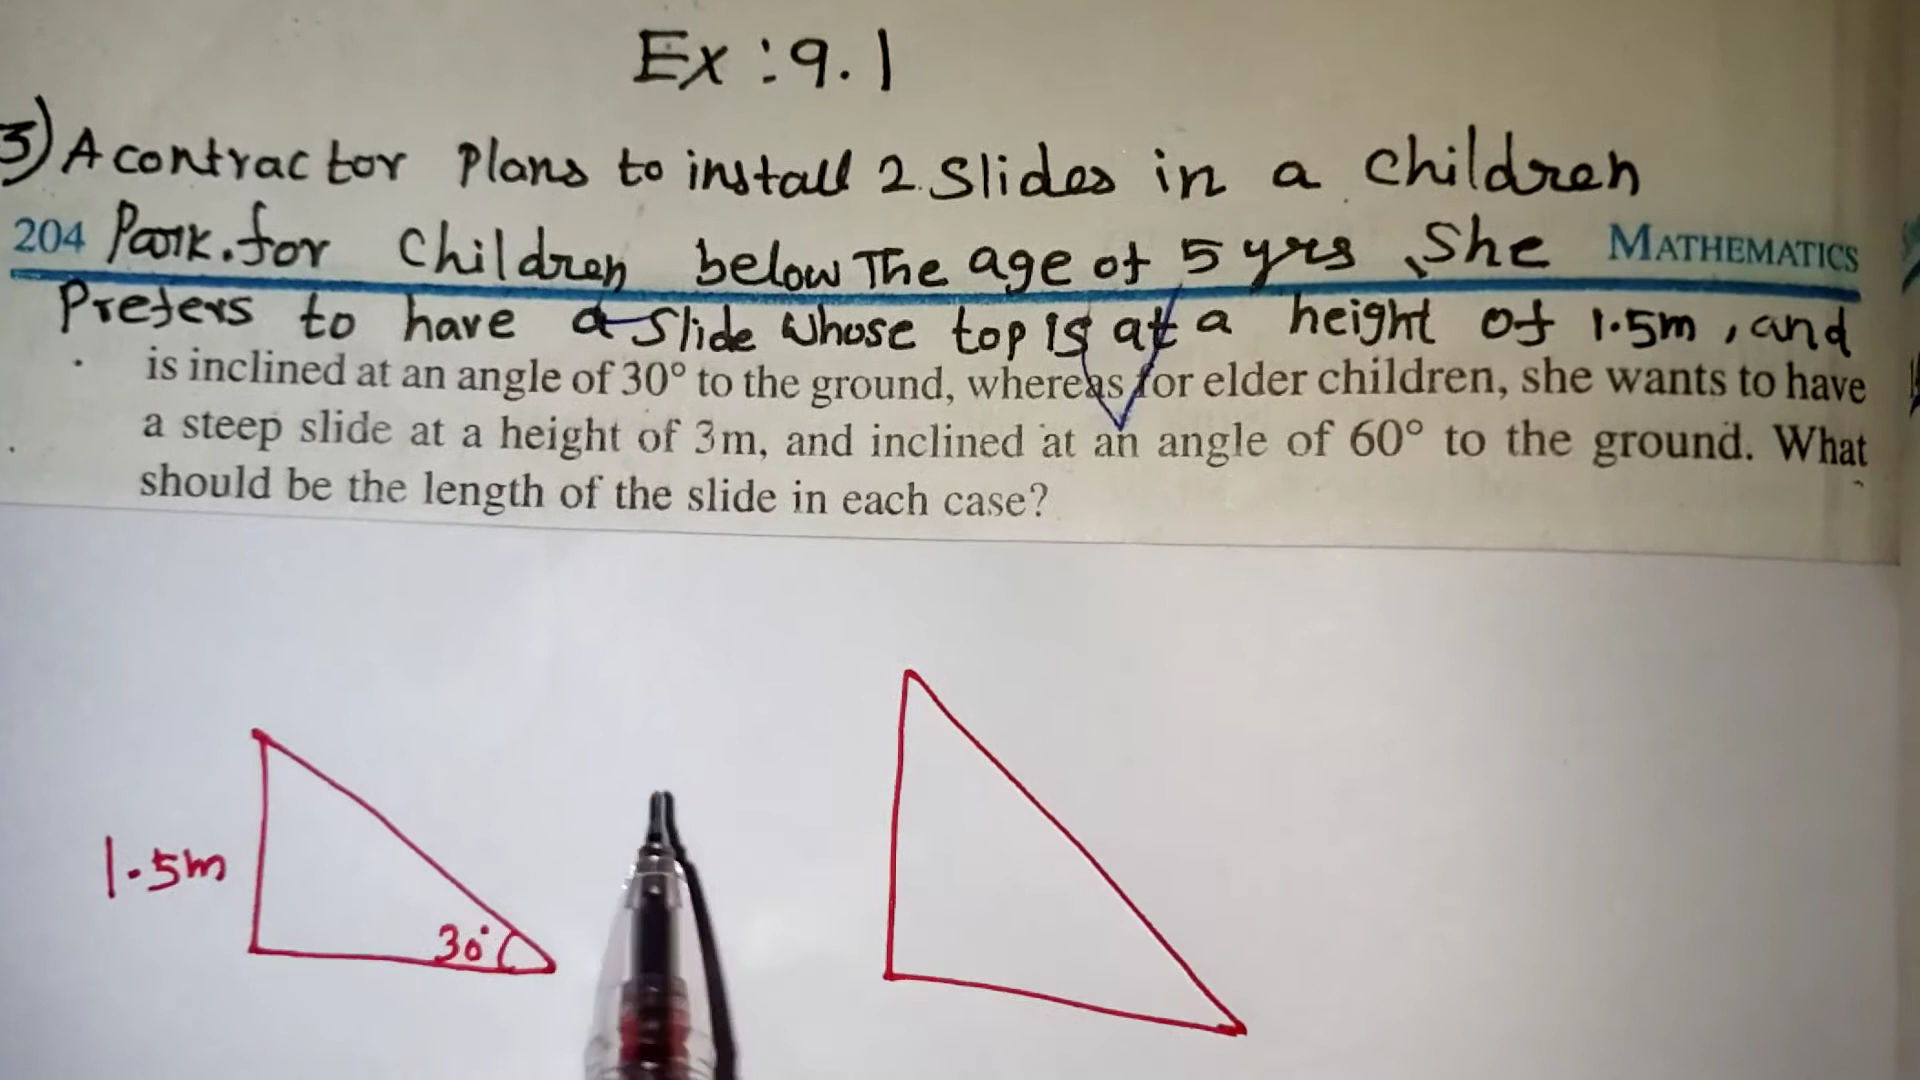 Ex : 9.1
3) A contractor Plans to install 2 slides in a children
204 Park. for children below The age of 5 yrs, She MATHEMATICS
Prefers to have a slide whose top is at a height of 1.5m, and
is inclined at an angle of 30° to the ground, whereas for elder children, she wants to have
a steep slide at a height of 3m, and inclined at an angle of 60° to the ground. What
should be the length of the slide in each case?
1.5m
30°